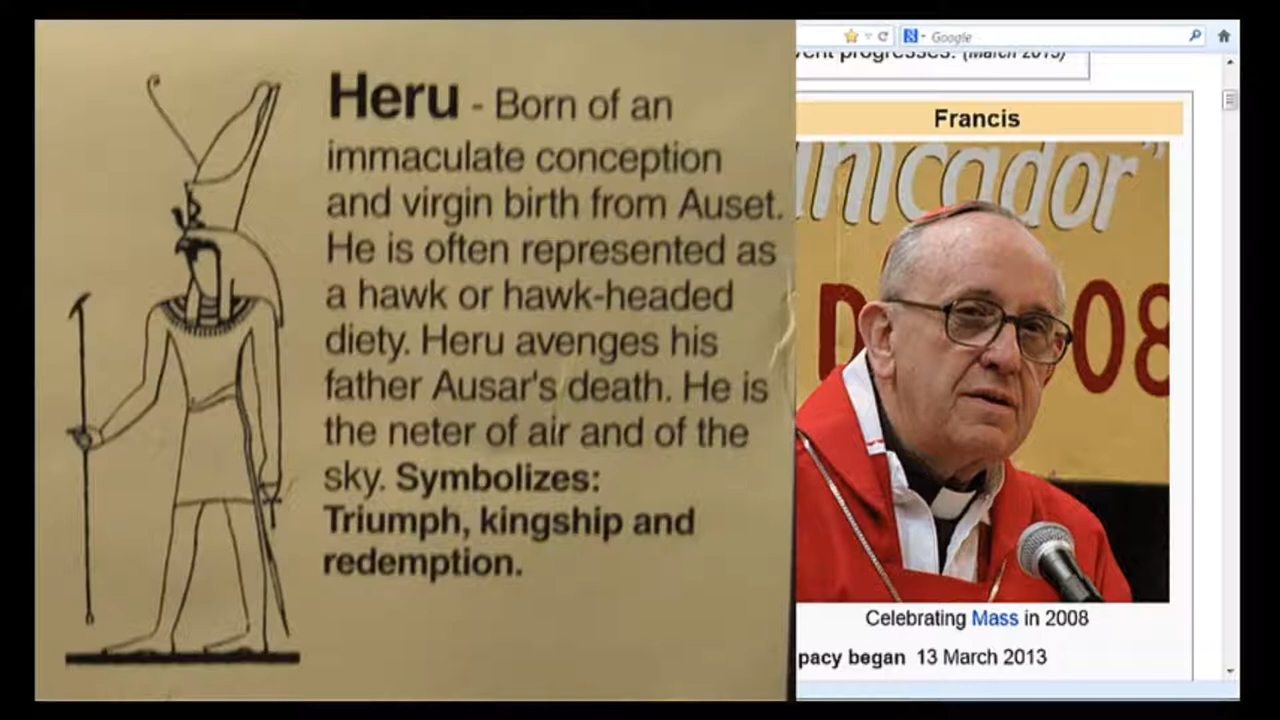 Heru - Born of an
immaculate conception
and virgin birth from Auset.
He is often represented as
a hawk or hawk-headed
diety. Heru avenges his
father Ausar's death. He is
the neter of air and of the
sky. Symbolizes:
Triumph, kingship and
redemption.
Google
progresses. (March 2013)
Francis
nicador"
08
Celebrating Mass in 2008
pacy began 13 March 2013